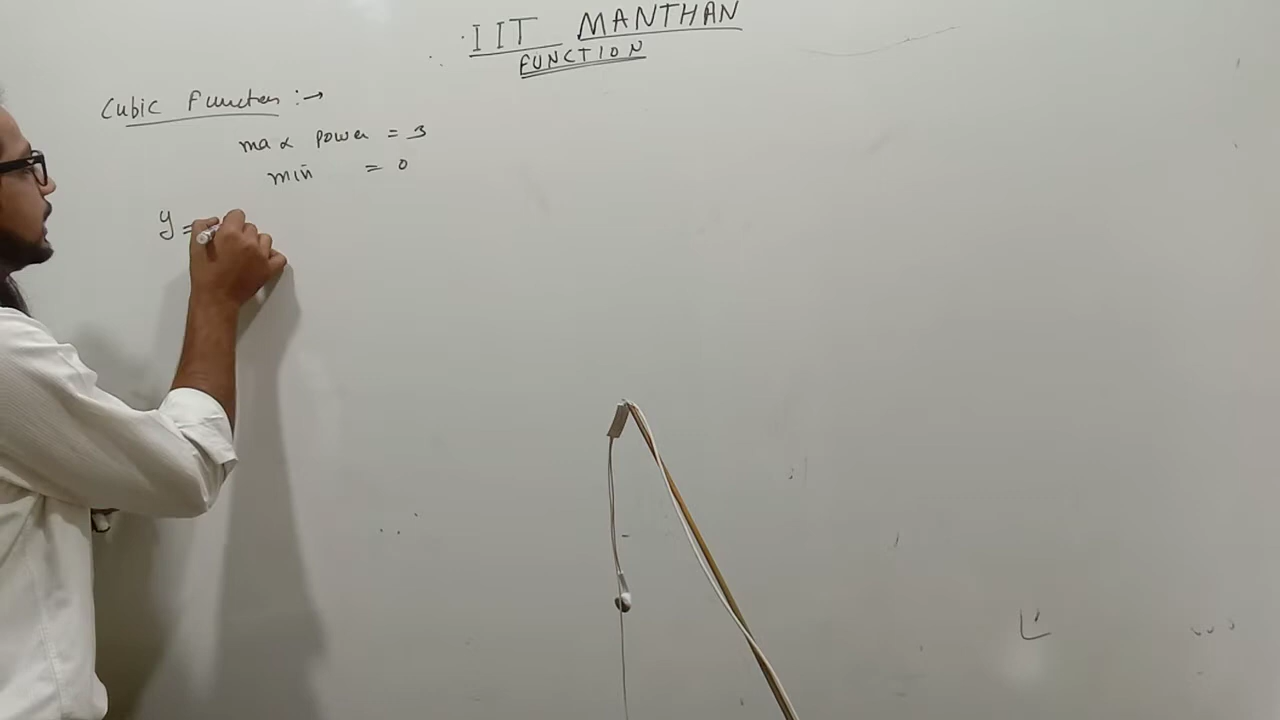 IIT MANTHAN
FUNCTION
Cubic Function :→
max power = 3
min = 0
y =